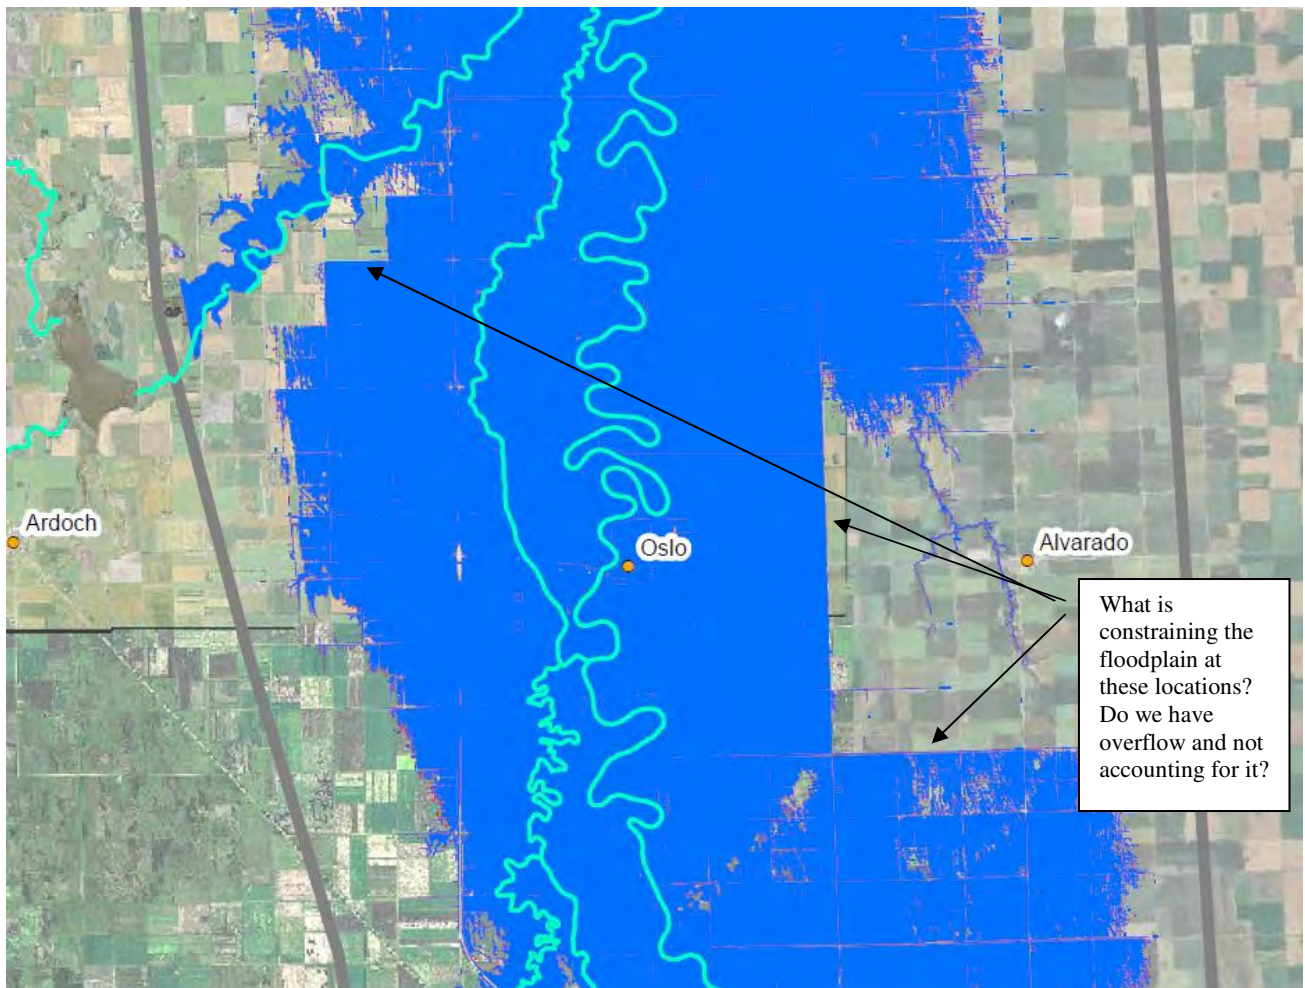 Ardoch
Oslo
Alvarado
What is
constraining the
floodplain at
these locations?
Do we have
overflow and not
accounting for it?